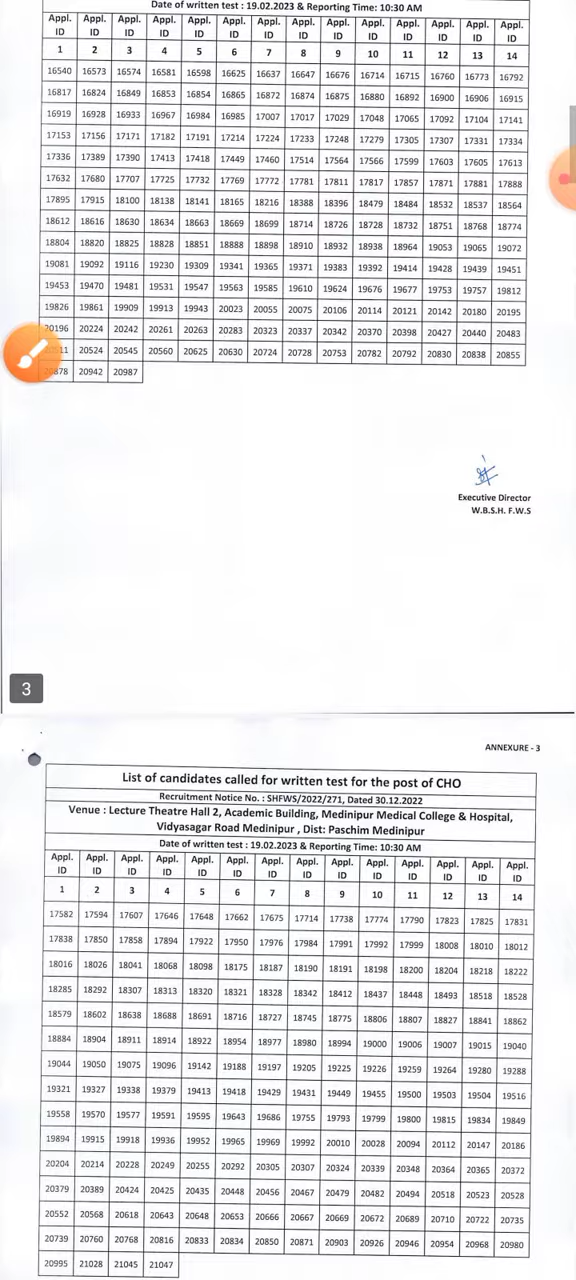 Date of written test : 19.02.2023 & Reporting Time: 10:30 AM
Appl. Appl. Appl. Appl. Appl. Appl. Appl. Appl. Appl. Appl. Appl. Appl. Appl. Appl.
ID ID ID ID ID ID ID ID ID ID ID ID ID ID
1 2 3 4 5 6 7 8 9 10 11 12 13 14
16540 16573 16574 16581 16598 16625 16637 16647 16676 16714 16715 16760 16773 16792
16817 16824 16849 16853 16854 16865 16872 16874 16875 16880 16892 16900 16906 16915
16919 16928 16933 16967 16984 16985 17007 17017 17029 17048 17065 17092 17104 17141
17153 17156 17171 17182 17191 17214 17224 17233 17248 17279 17305 17307 17331 17334
17336 17389 17390 17413 17418 17449 17460 17514 17564 17566 17599 17603 17605 17613
17632 17680 17707 17725 17732 17769 17772 17781 17811 17817 17857 17871 17881 17888
17895 17915 18100 18138 18141 18165 18216 18388 18396 18479 18484 18532 18537 18564
18612 18616 18630 18634 18663 18669 18699 18714 18726 18728 18732 18751 18768 18774
18804 18820 18825 18828 18851 18888 18898 18910 18932 18938 18964 19053 19065 19072
19081 19092 19116 19230 19309 19341 19365 19371 19383 19392 19414 19428 19439 19451
19453 19470 19481 19531 19547 19563 19585 19610 19624 19676 19677 19753 19757 19812
19826 19861 19909 19913 19943 20023 20055 20075 20106 20114 20121 20142 20180 20195
20196 20224 20242 20261 20263 20283 20323 20337 20342 20370 20398 20427 20440 20483
20524 20545 20560 20625 20630 20724 20728 20753 20782 20792 20830 20838 20855
20878 20942 20987
Executive Director
W.B.S.H. F.W.S
3
ANNEXURE - 3
List of candidates called for written test for the post of CHO
Recruitment Notice No. : SHFWS/2022/271, Dated 30.12.2022
Venue : Lecture Theatre Hall 2, Academic Building, Medinipur Medical College & Hospital,
Vidyasagar Road Medinipur , Dist: Paschim Medinipur
Date of written test : 19.02.2023 & Reporting Time: 10:30 AM
Appl. Appl. Appl. Appl. Appl. Appl. Appl. Appl. Appl. Appl. Appl. Appl. Appl. Appl.
ID ID ID ID ID ID ID ID ID ID ID ID ID ID
1 2 3 4 5 6 7 8 9 10 11 12 13 14
17582 17594 17607 17646 17648 17662 17675 17714 17738 17774 17790 17823 17825 17831
17838 17850 17858 17894 17922 17950 17976 17984 17991 17992 17999 18008 18010 18012
18016 18026 18041 18068 18098 18175 18187 18190 18191 18198 18200 18204 18218 18222
18285 18292 18307 18313 18320 18321 18328 18342 18412 18437 18448 18493 18518 18528
18579 18602 18638 18688 18691 18716 18727 18745 18775 18806 18807 18827 18841 18862
18884 18904 18911 18914 18922 18954 18977 18980 18994 19000 19006 19007 19015 19040
19044 19050 19075 19096 19142 19188 19197 19205 19225 19226 19259 19264 19280 19288
19321 19327 19338 19379 19413 19418 19429 19431 19449 19455 19500 19503 19504 19516
19558 19570 19577 19591 19595 19643 19686 19755 19793 19799 19800 19815 19834 19849
19894 19915 19918 19936 19952 19965 19969 19992 20010 20028 20094 20112 20147 20186
20204 20214 20228 20249 20255 20292 20305 20307 20324 20339 20348 20364 20365 20372
20379 20389 20424 20425 20435 20448 20456 20467 20479 20482 20494 20518 20523 20528
20552 20568 20618 20643 20648 20653 20666 20667 20669 20672 20689 20710 20722 20735
20739 20760 20768 20816 20833 20834 20850 20871 20903 20926 20946 20954 20968 20980
20995 21028 21045 21047